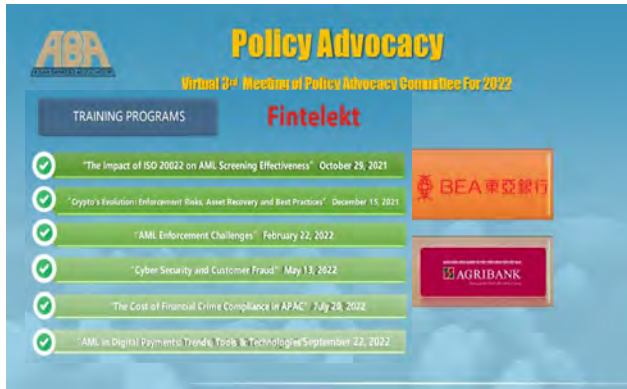 ABA
Policy Advocacy
Virtual 3rd Meeting of Policy Advocacy Committee For 2022
TRAINING PROGRAMS
Fintelekt
"The Impact of ISO 20022 on AML Screening Effectiveness" October 29, 2021
"Crypto's Evolution: Enforcement Risks, Asset Recovery and Best Practices" December 15, 2021
"AML Enforcement Challenges" February 22, 2022
"Cyber Security and Customer Fraud" May 13, 2022
"The Cost of Financial Crime Compliance in APAC" July 28, 2022
"AML in Digital Payments: Trends, Tools & Technologies September 22, 2022
BEA東亞銀行
AGRIBANK